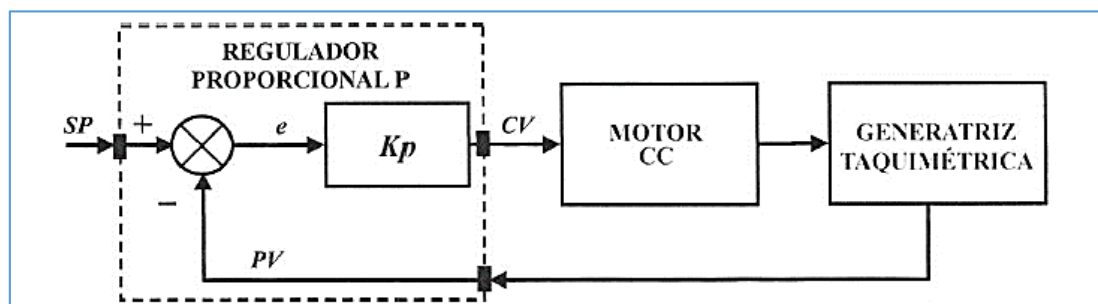 REGULADOR
PROPORCIONAL P
SP
+
e
Kp
CV
MOTOR
CC
GENERATRIZ
TAQUIMÉTRICA
−
PV